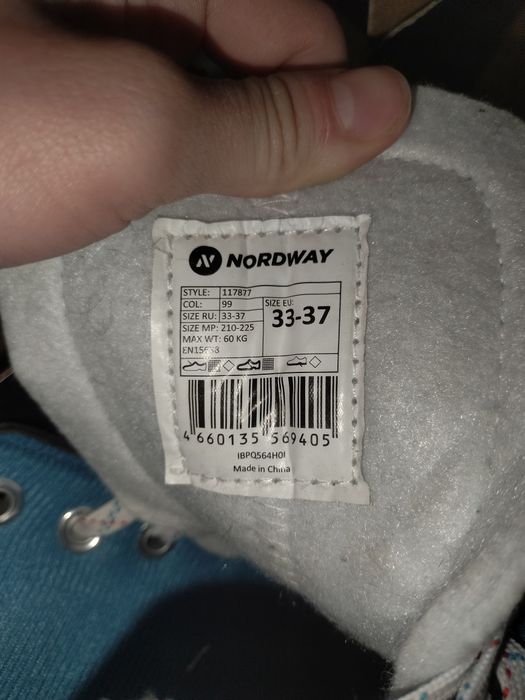 NORDWAY
STYLE: 117877
COL: 99
SIZE RU: 33-37
SIZE MP: 210-225
MAX WT: 60 KG
SIZE EU:
33-37
4 660135 569405
Made in China